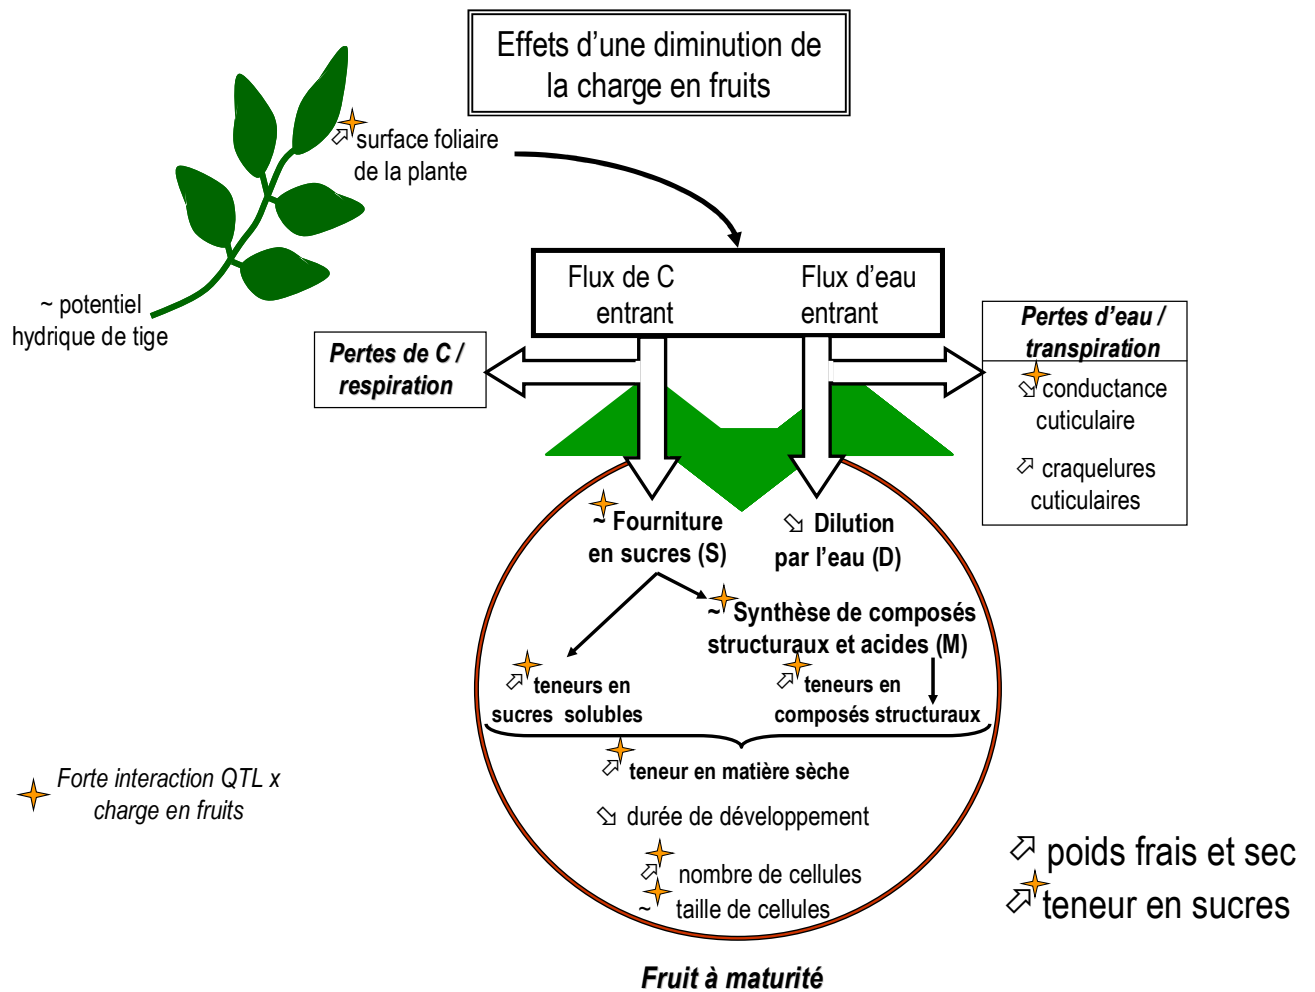 Effets d’une diminution de
la charge en fruits
surface foliaire
de la plante
~ potentiel
hydrique de tige
Flux de C
entrant
Flux d’eau
entrant
Pertes de C /
respiration
Pertes d’eau /
transpiration
conductance
cuticulaire
craquelures
cuticulaires
~ Fourniture
en sucres (S)
Dilution
par l’eau (D)
~ Synthèse de composés
structuraux et acides (M)
teneurs en
sucres solubles
teneurs en
composés structuraux
teneur en matière sèche
durée de développement
nombre de cellules
~ taille de cellules
Forte interaction QTL x
charge en fruits
poids frais et sec
teneur en sucres
Fruit à maturité